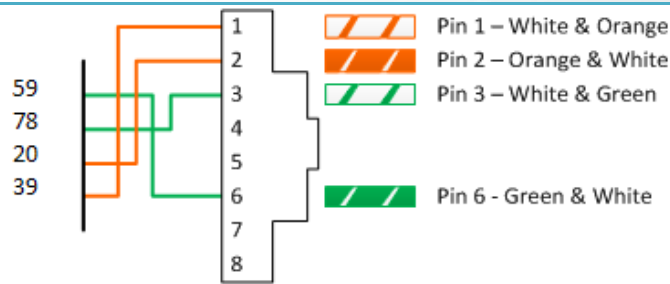 1 Pin 1 – White & Orange
2 Pin 2 – Orange & White
59 3 Pin 3 – White & Green
78 4
20 5
39 6 Pin 6 - Green & White
7
8